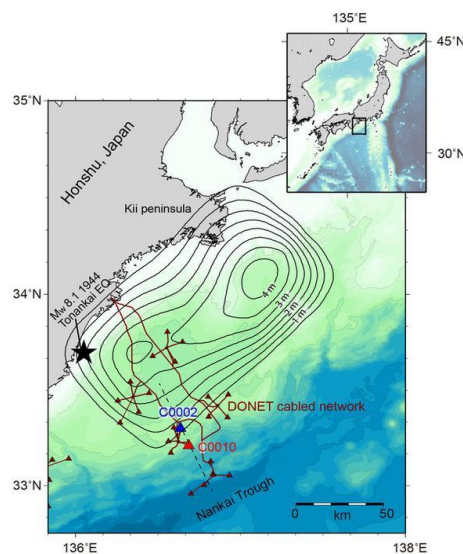 135°E
45°N
30°N
35°N
Honshu, Japan
Kii peninsula
34°N
Mw 8.1 1944
Tonankai EQ
4 m
3 m
2 m
1 m
C0002
DONET cabled network
C0010
33°N
Nankai Trough
0
50
km
136°E
138°E